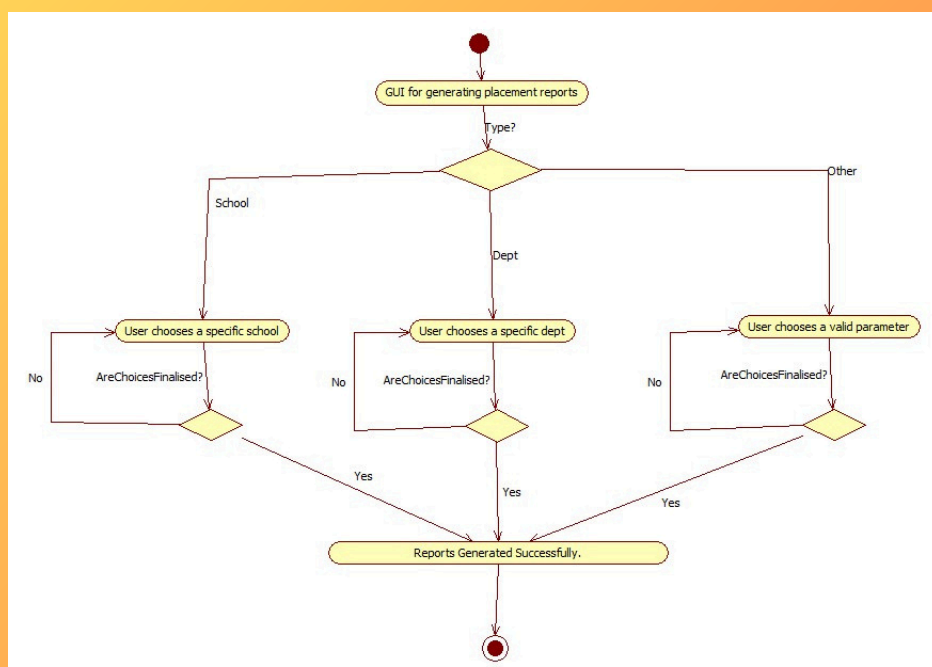 GUI for generating placement reports
Type?
School
Other
Dept
User chooses a specific school
User chooses a specific dept
User chooses a valid parameter
No
AreChoicesFinalised?
No
AreChoicesFinalised?
No
AreChoicesFinalised?
Yes
Yes
Yes
Reports Generated Successfully.